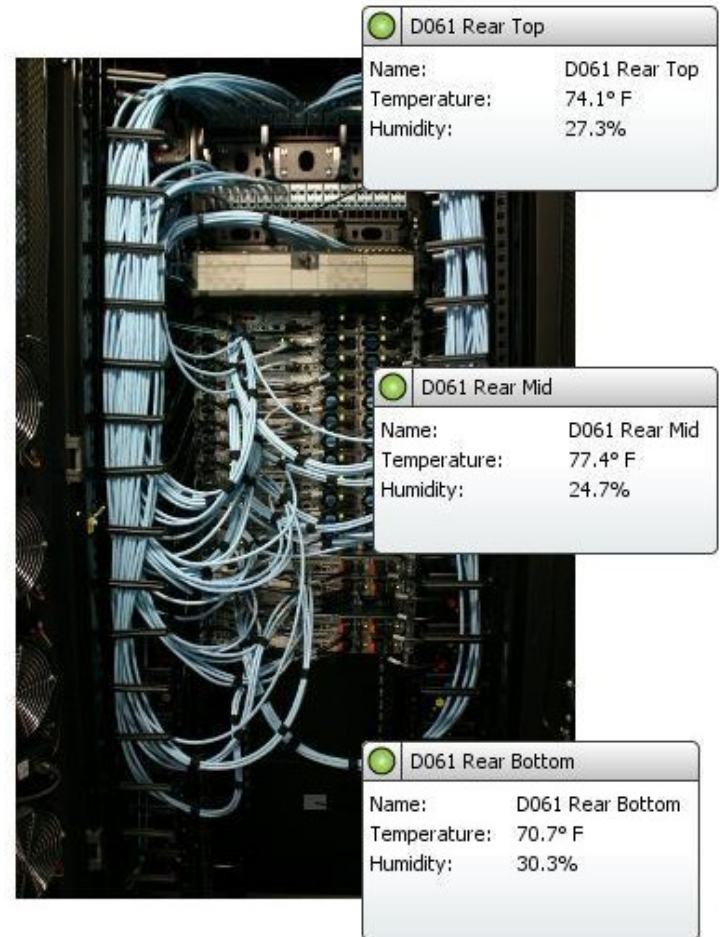 D061 Rear Top
Name: D061 Rear Top
Temperature: 74.1° F
Humidity: 27.3%
D061 Rear Mid
Name: D061 Rear Mid
Temperature: 77.4° F
Humidity: 24.7%
D061 Rear Bottom
Name: D061 Rear Bottom
Temperature: 70.7° F
Humidity: 30.3%